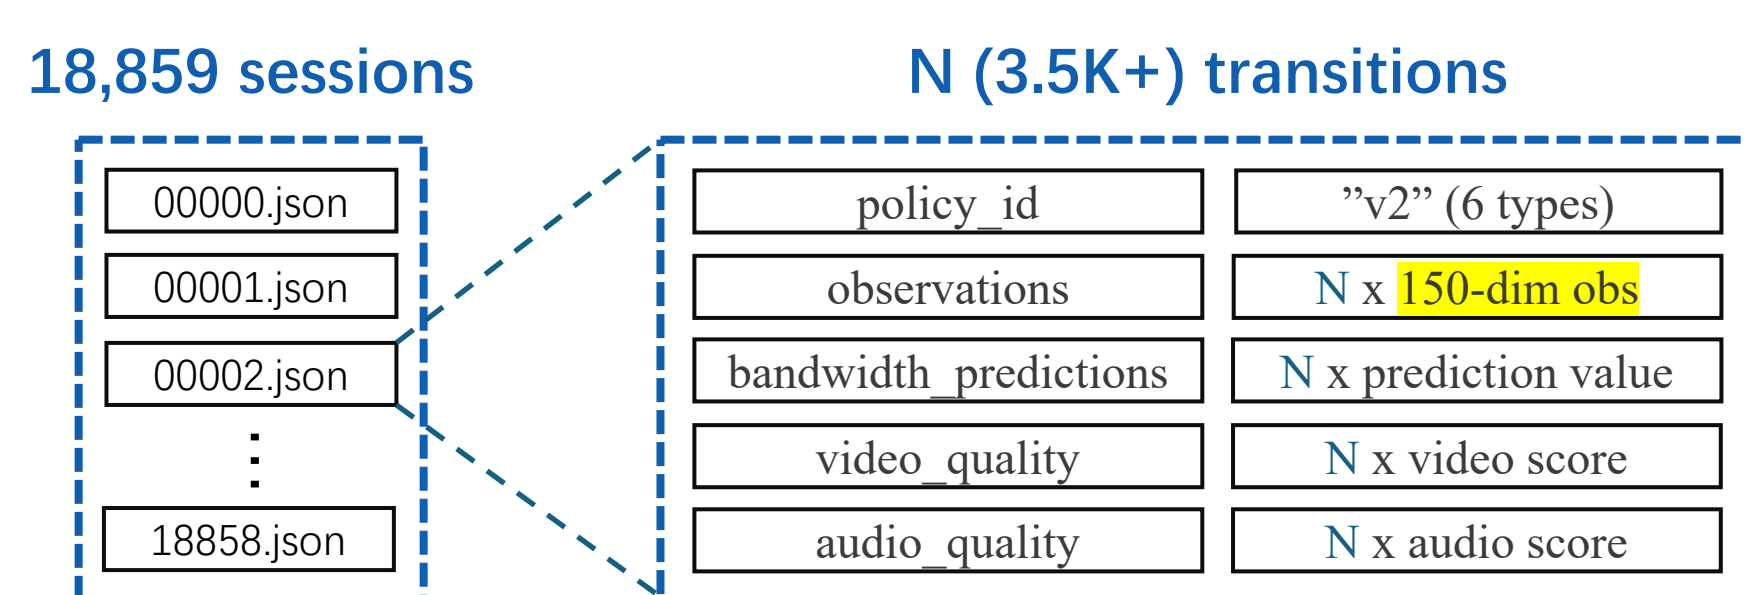 18,859 sessions
N (3.5K+) transitions
00000.json
00001.json
00002.json
18858.json
policy_id
”v2” (6 types)
observations
N x 150-dim obs
bandwidth_predictions
N x prediction value
video_quality
N x video score
audio_quality
N x audio score